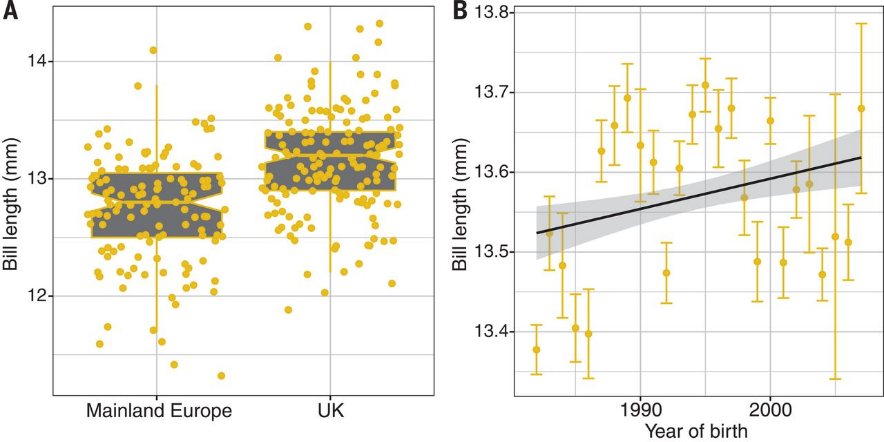 A
Bill length (mm)
14
13
12
Mainland Europe
UK
B
Bill length (mm)
13.8
13.7
13.6
13.5
13.4
1990
2000
Year of birth